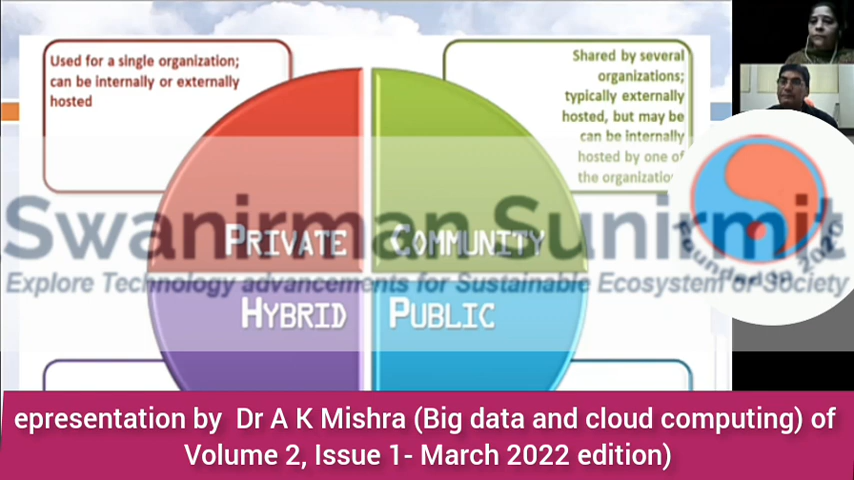 Used for a single organization;
can be internally or externally
hosted
Shared by several
organizations;
typically externally
hosted, but may be
can be internally
hosted by one of
the organizatio
PRIVATE
COMMUNITY
Swanirman Sunirmit
Explore Technology advancements for Sustainable Ecosystem of Society
Founded in 2020
HYBRID
PUBLIC
epresentation by Dr A K Mishra (Big data and cloud computing) of
Volume 2, Issue 1- March 2022 edition)